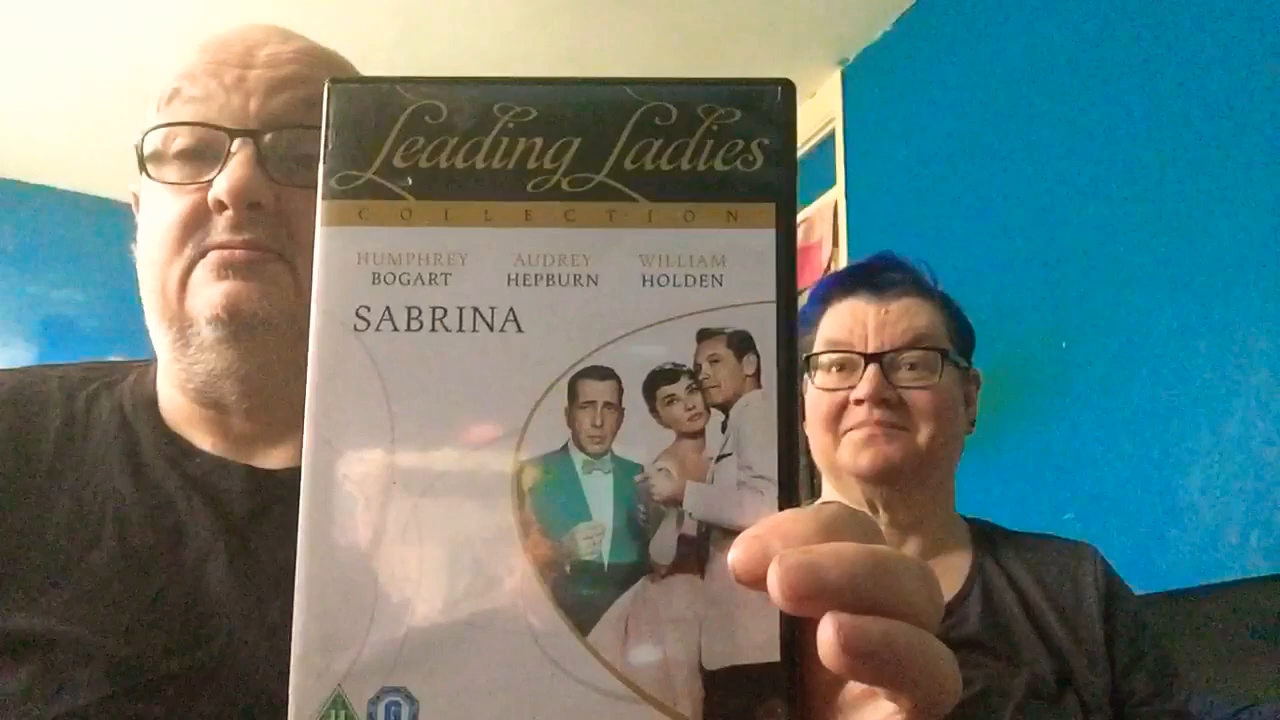 Leading Ladies
COLLECTION
HUMPHREY AUDREY WILLIAM
BOGART HEPBURN HOLDEN
SABRINA
U G